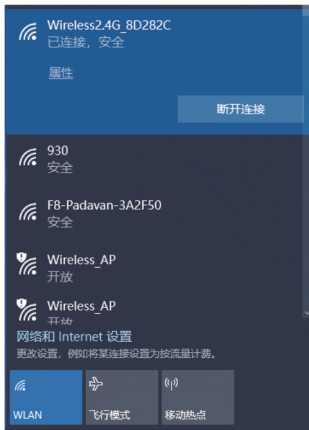 Wireless2.4G_8D282C
已连接，安全
属性
断开连接
930
安全
F8-Padavan-3A2F50
安全
Wireless_AP
开放
Wireless_AP
开放
网络和 Internet 设置
更改设置，例如将某连接设置为按流量计费。
WLAN
飞行模式
移动热点